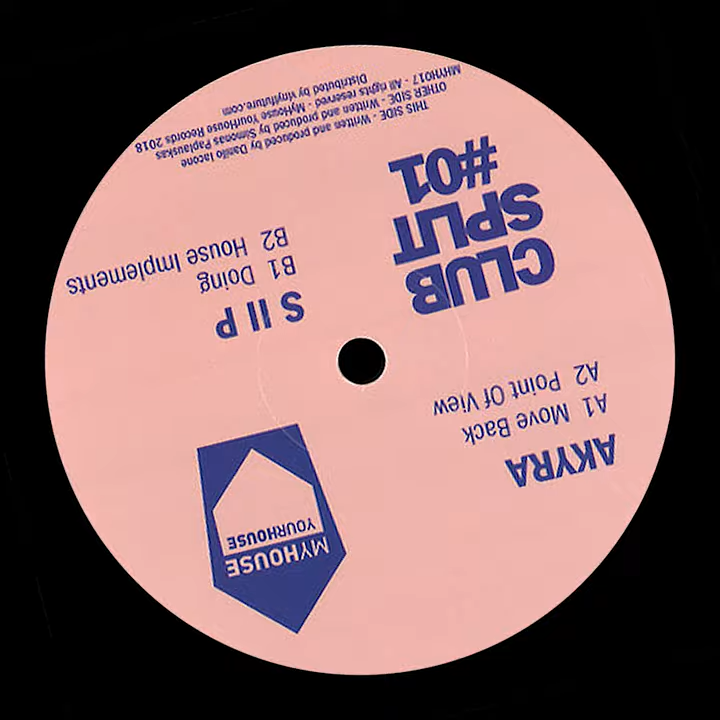 MYHOUSE
YOURHOUSE
AKYRA
A1 Move Back
A2 Point Of View
CLUB
SPLIT
#01
S II P
B1 Doing
B2 House Implements
THIS SIDE - Written and produced by Danilo Iacone
OTHER SIDE - Written and produced by Simonas Paplauskas
MHYH017 - All rights reserved - MyHouse YourHouse Records 2018
Distributed by vinylfuture.com